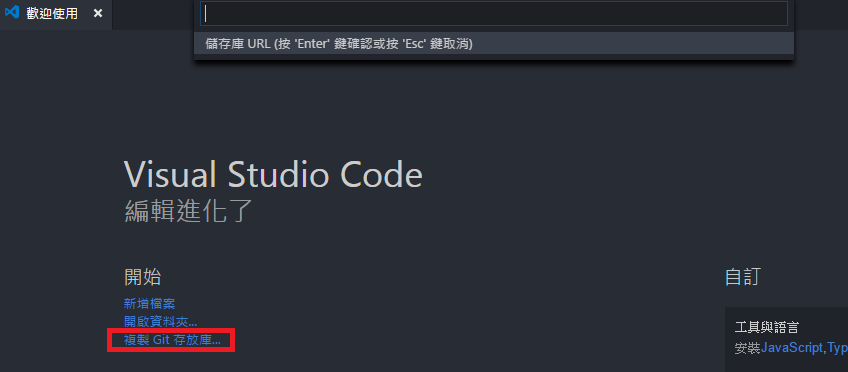 歡迎使用
儲存庫 URL (按 'Enter' 鍵確認或按 'Esc' 鍵取消)
Visual Studio Code
編輯進化了
開始
新增檔案
開啟資料夾...
複製 Git 存放庫...
自訂
工具與語言
安裝JavaScript,Typ